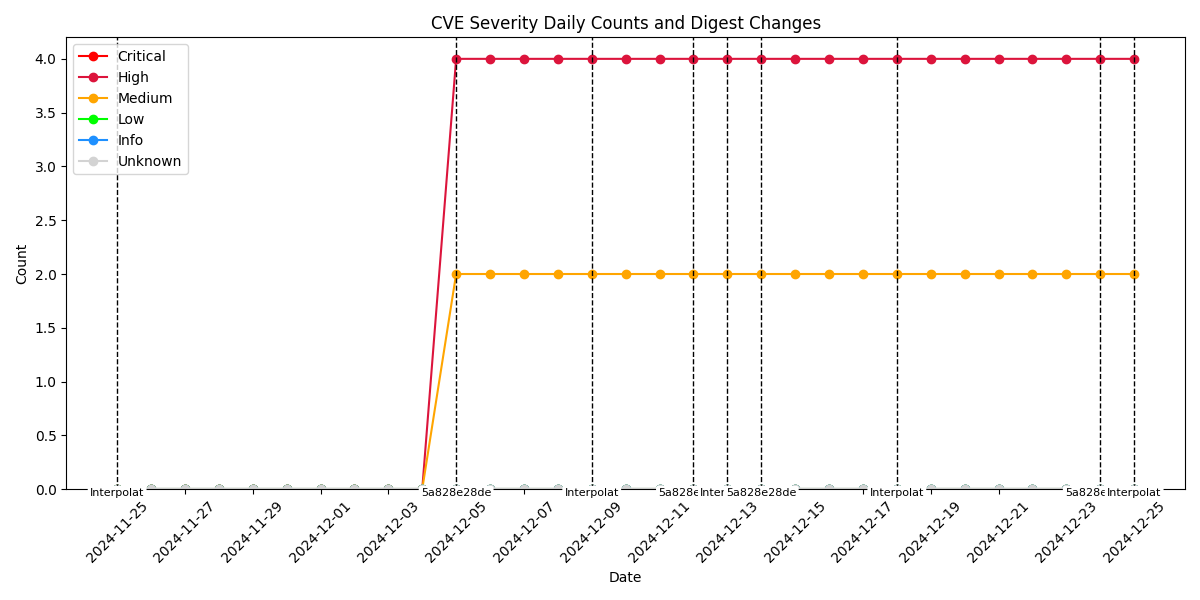 CVE Severity Daily Counts and Digest Changes
Critical
High
Medium
Low
Info
Unknown
Count
4.0
3.5
3.0
2.5
2.0
1.5
1.0
0.5
0.0
Interpolat
5a828e28de
Interpolat
5a828e
Inter
5a828e28de
Interpolat
5a828e
Interpolat
2024-11-25
2024-11-27
2024-11-29
2024-12-01
2024-12-03
2024-12-05
2024-12-07
2024-12-09
2024-12-11
2024-12-13
2024-12-15
2024-12-17
2024-12-19
2024-12-21
2024-12-23
2024-12-25
Date